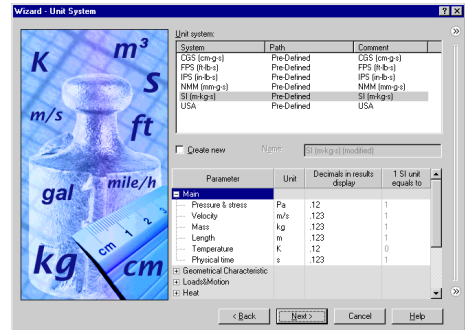 Wizard - Unit System
K
m³
s
m/s
ft
gal
mile/h
cm 1 2 3
kg
cm
Unit system:
System Path Comment
CGS (cm-g-s) Pre-Defined CGS (cm-g-s)
FPS (ft-lb-s) Pre-Defined FPS (ft-lb-s)
IPS (in-lb-s) Pre-Defined IPS (in-lb-s)
NMM (mm-g-s) Pre-Defined NMM (mm-g-s)
SI (m-kg-s) Pre-Defined SI (m-kg-s)
USA Pre-Defined USA
Create new Name: SI (m-kg-s) (modified)
Parameter Unit Decimals in results display 1 SI unit equals to
Main
Pressure & stress Pa .12 1
Velocity m/s .123 1
Mass kg .123 1
Length m .123 1
Temperature K .12 0
Physical time s .123 1
Geometrical Characteristic
Loads&Motion
Heat
< Back Next > Cancel Help